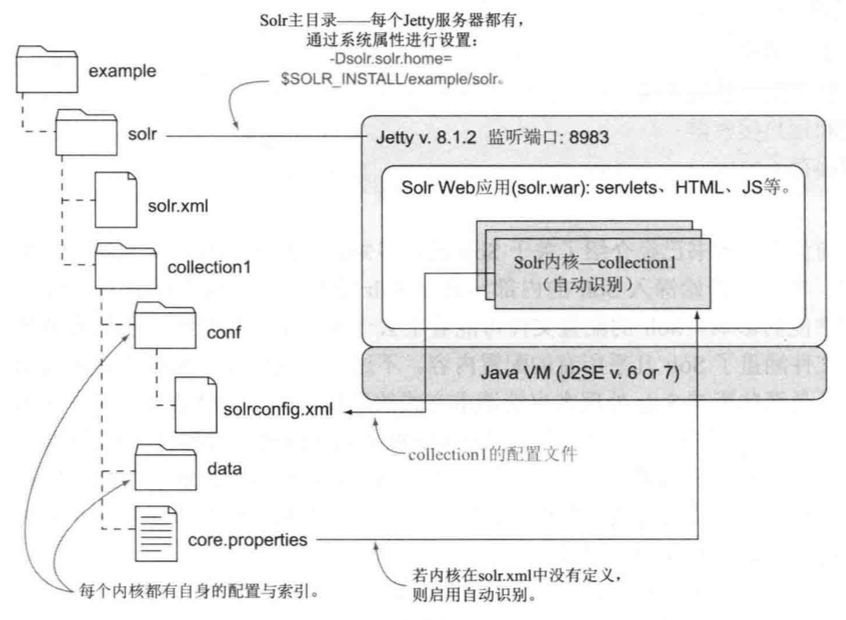 Solr主目录——每个Jetty服务器都有，
通过系统属性进行设置：
-Dsolr.solr.home=
$SOLR_INSTALL/example/solr。
example
solr
Jetty v. 8.1.2 监听端口: 8983
Solr Web应用(solr.war): servlets、HTML、JS等。
solr.xml
Solr内核—collection1
（自动识别）
collection1
conf
Java VM (J2SE v. 6 or 7)
solrconfig.xml
collection1的配置文件
data
core.properties
若内核在solr.xml中没有定义，
则启用自动识别。
每个内核都有自身的配置与索引。